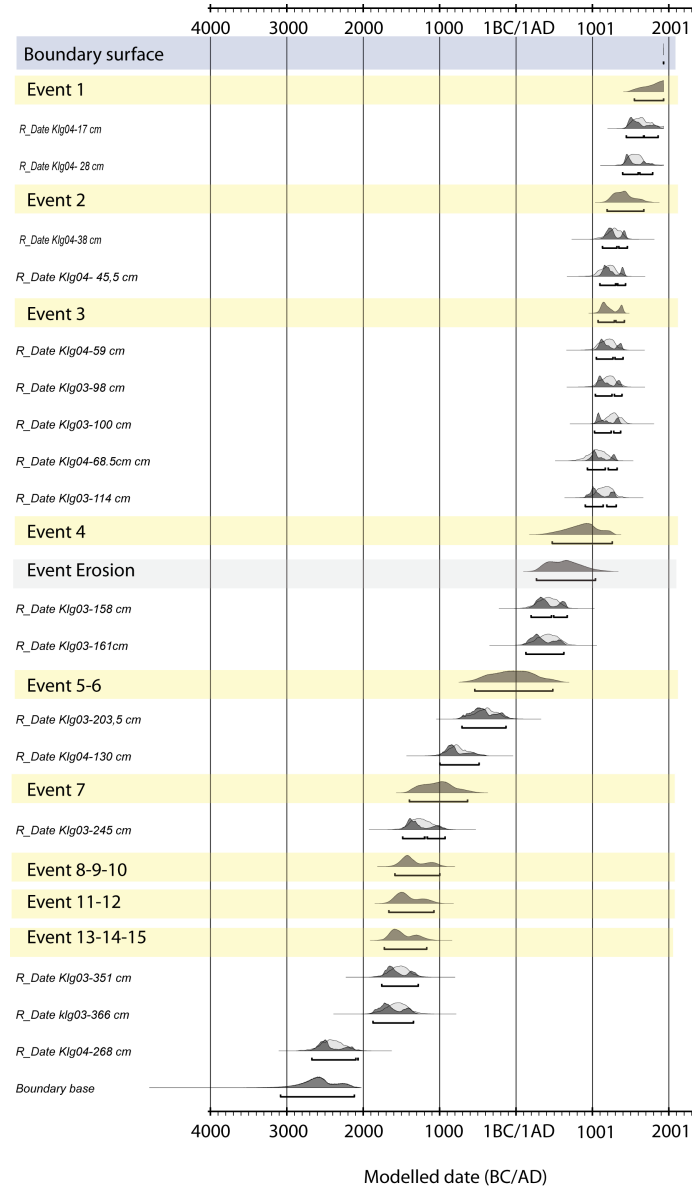 4000 3000 2000 1000 1BC/1AD 1001 2001
Boundary surface
Event 1
R_Date Klg04-17 cm
R_Date Klg04- 28 cm
Event 2
R_Date Klg04-38 cm
R_Date Klg04- 45,5 cm
Event 3
R_Date Klg04-59 cm
R_Date Klg03-98 cm
R_Date Klg03-100 cm
R_Date Klg04-68.5cm cm
R_Date Klg03-114 cm
Event 4
Event Erosion
R_Date Klg03-158 cm
R_Date Klg03-161cm
Event 5-6
R_Date Klg03-203,5 cm
R_Date Klg04-130 cm
Event 7
R_Date Klg03-245 cm
Event 8-9-10
Event 11-12
Event 13-14-15
R_Date Klg03-351 cm
R_Date klg03-366 cm
R_Date Klg04-268 cm
Boundary base
4000 3000 2000 1000 1BC/1AD 1001 2001
Modelled date (BC/AD)